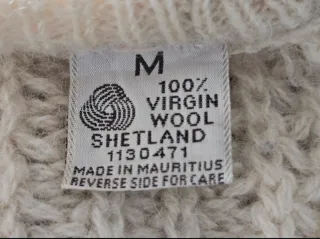 M
100%
VIRGIN
WOOL
SHETLAND
1130471
MADE IN MAURITIUS
REVERSE SIDE FOR CARE